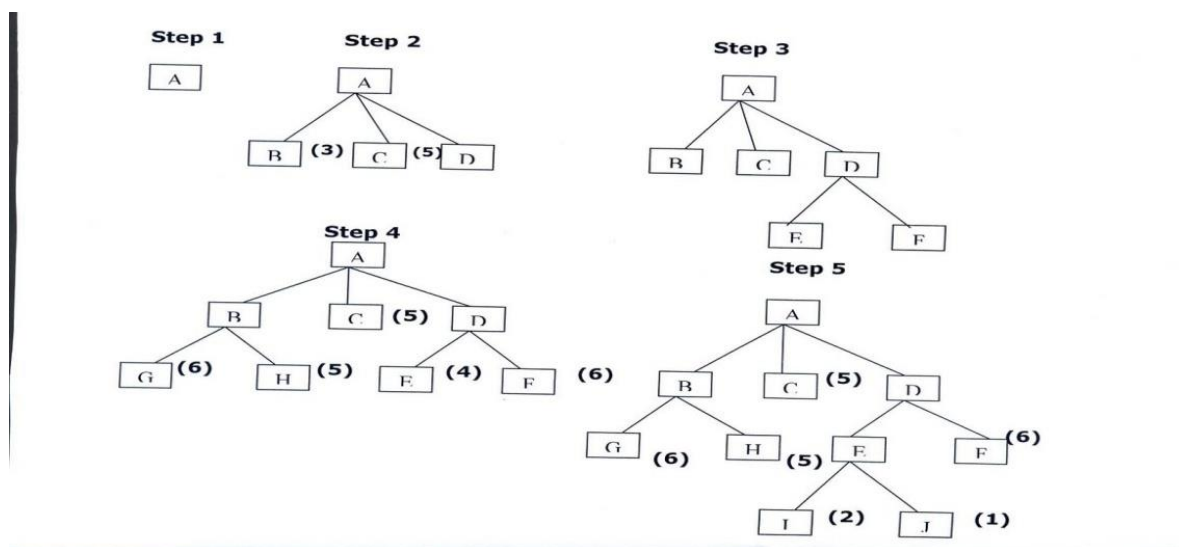 Step 1
A
Step 2
A
B (3) C (5) D
Step 3
A
B C D
E F
Step 4
A
B C (5) D
G (6) H (5) E (4) F (6)
Step 5
A
B C (5) D
G (6) H (5) E F (6)
I (2) J (1)